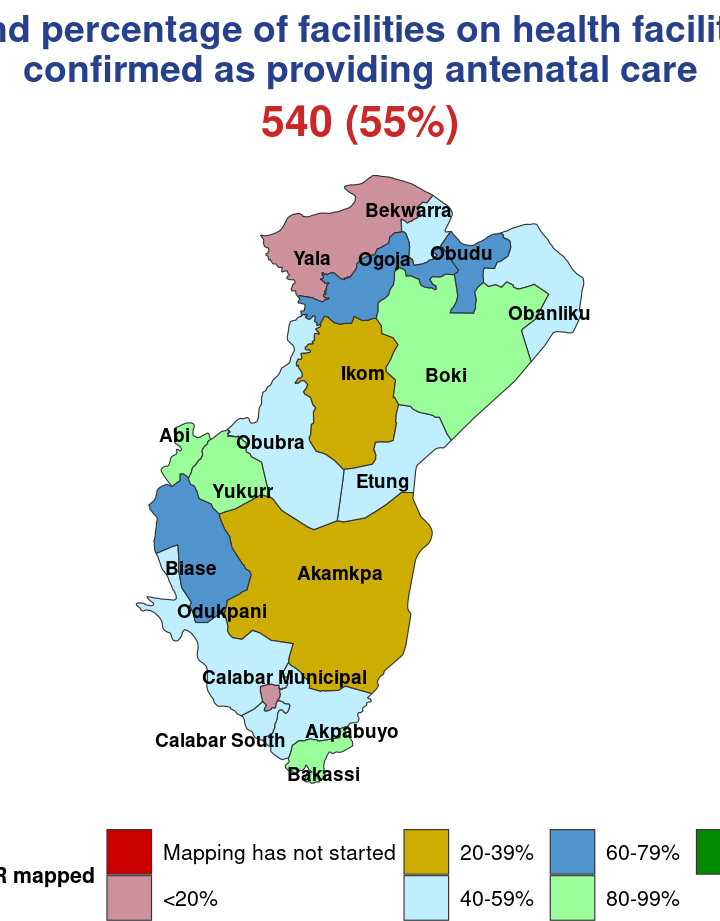 percentage of facilities on health
confirmed as providing antenatal care
540 (55%)
Bekwarra
Yala
Ogoja
Obudu
Obanliku
Ikom
Boki
Abi
Obubra
Etung
Yukurr
Biase
Akamkpa
Odukpani
Calabar Municipal
Akpabuyo
Calabar South
Bakassi
mapped
Mapping has not started
20-39%
60-79%
<20%
40-59%
80-99%